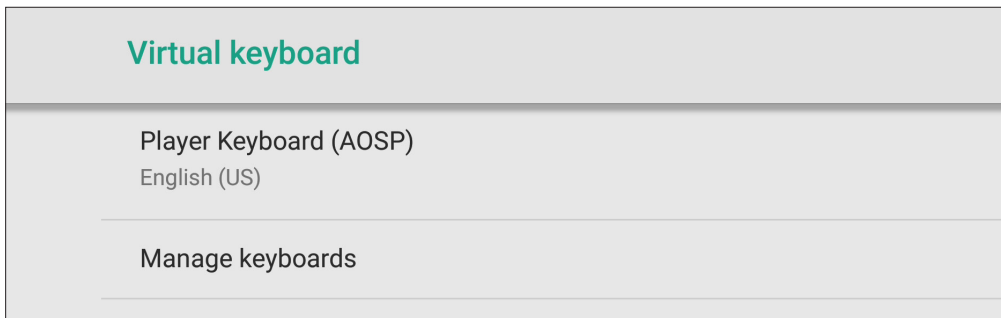 Virtual keyboard
Player Keyboard (AOSP)
English (US)
Manage keyboards